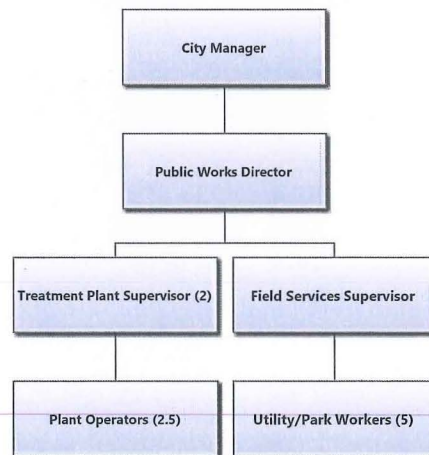 City Manager
Public Works Director
Treatment Plant Supervisor (2)
Field Services Supervisor
Plant Operators (2.5)
Utility/Park Workers (5)